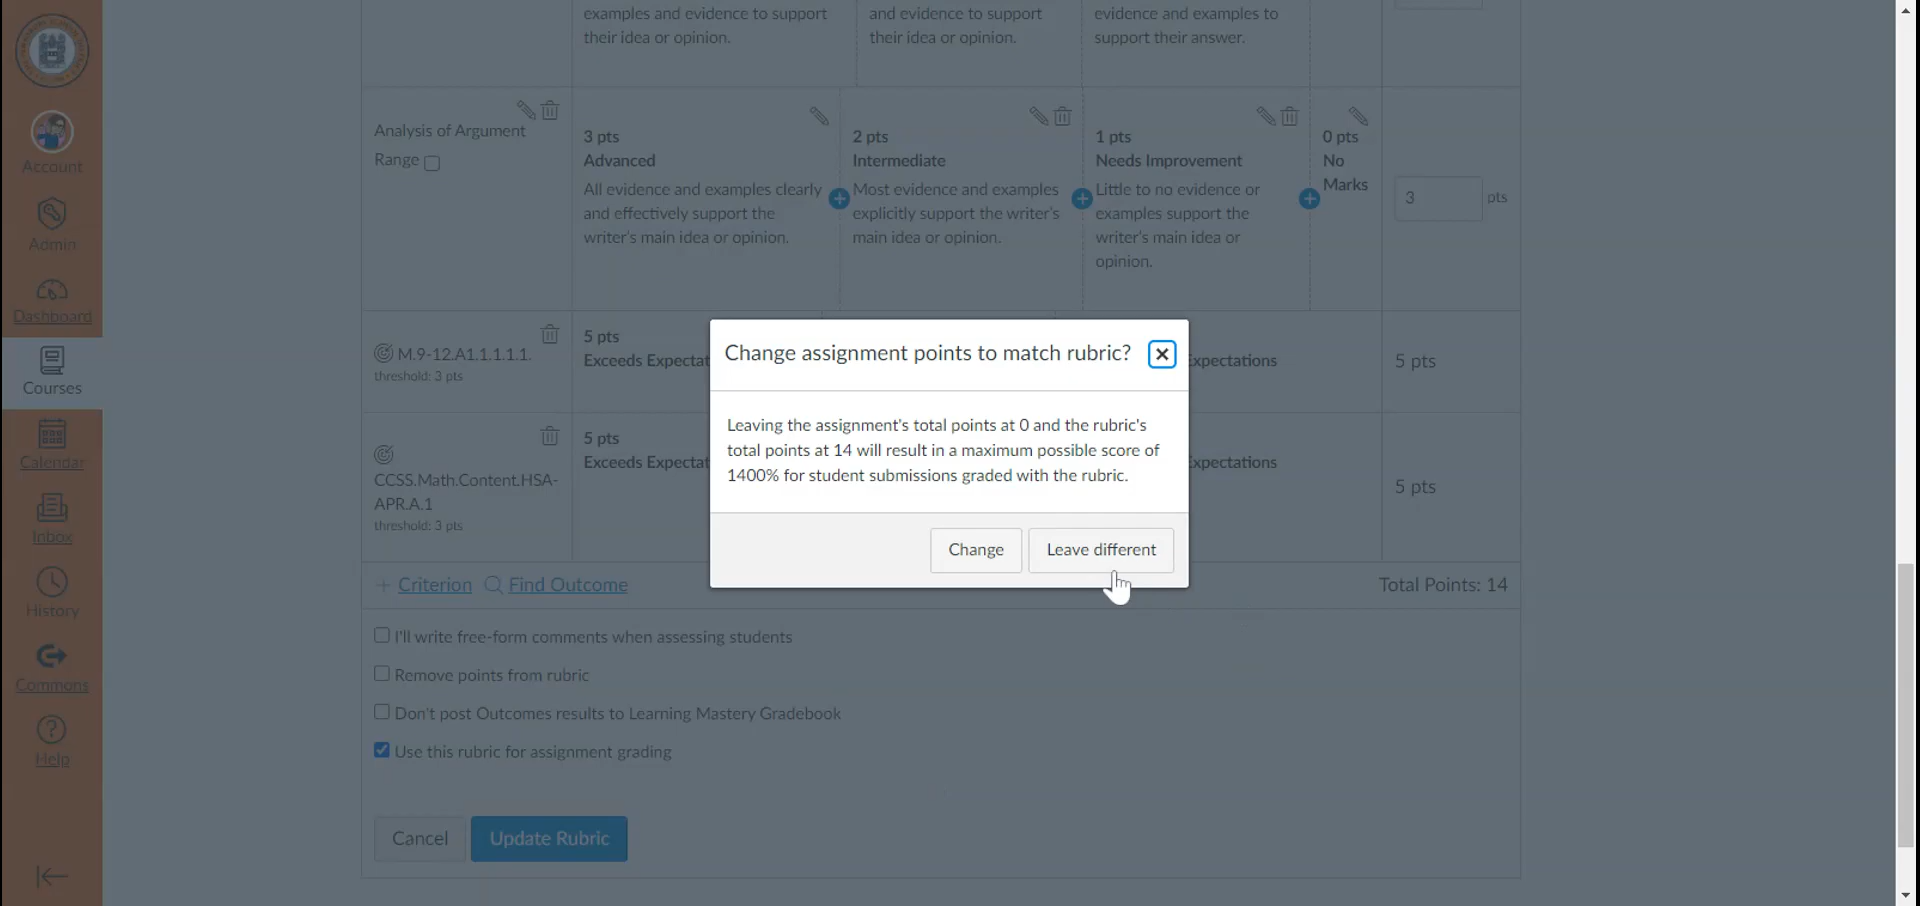 examples and evidence to support
their idea or opinion.
and evidence to support
their idea or opinion.
evidence and examples to
support their answer.
Account
Admin
Dashboard
Courses
Calendar
Inbox
History
Commons
Help
Analysis of Argument
Range
3 pts
Advanced
All evidence and examples clearly
and effectively support the
writer's main idea or opinion.
2 pts
Intermediate
Most evidence and examples
explicitly support the writer's
main idea or opinion.
1 pts
Needs Improvement
Little to no evidence or
examples support the
writer's main idea or
opinion.
0 pts
No
Marks
3 pts
M.9-12.A1.1.1.1.1.
threshold: 3 pts
5 pts
Exceeds Expectat
Expectations
5 pts
CCSS.Math.Content.HSA-
APR.A.1
threshold: 3 pts
5 pts
Exceeds Expectat
Expectations
5 pts
Change assignment points to match rubric?
Leaving the assignment's total points at 0 and the rubric's
total points at 14 will result in a maximum possible score of
1400% for student submissions graded with the rubric.
Change
Leave different
+ Criterion
Find Outcome
Total Points: 14
I'll write free-form comments when assessing students
Remove points from rubric
Don't post Outcomes results to Learning Mastery Gradebook
Use this rubric for assignment grading
Cancel
Update Rubric